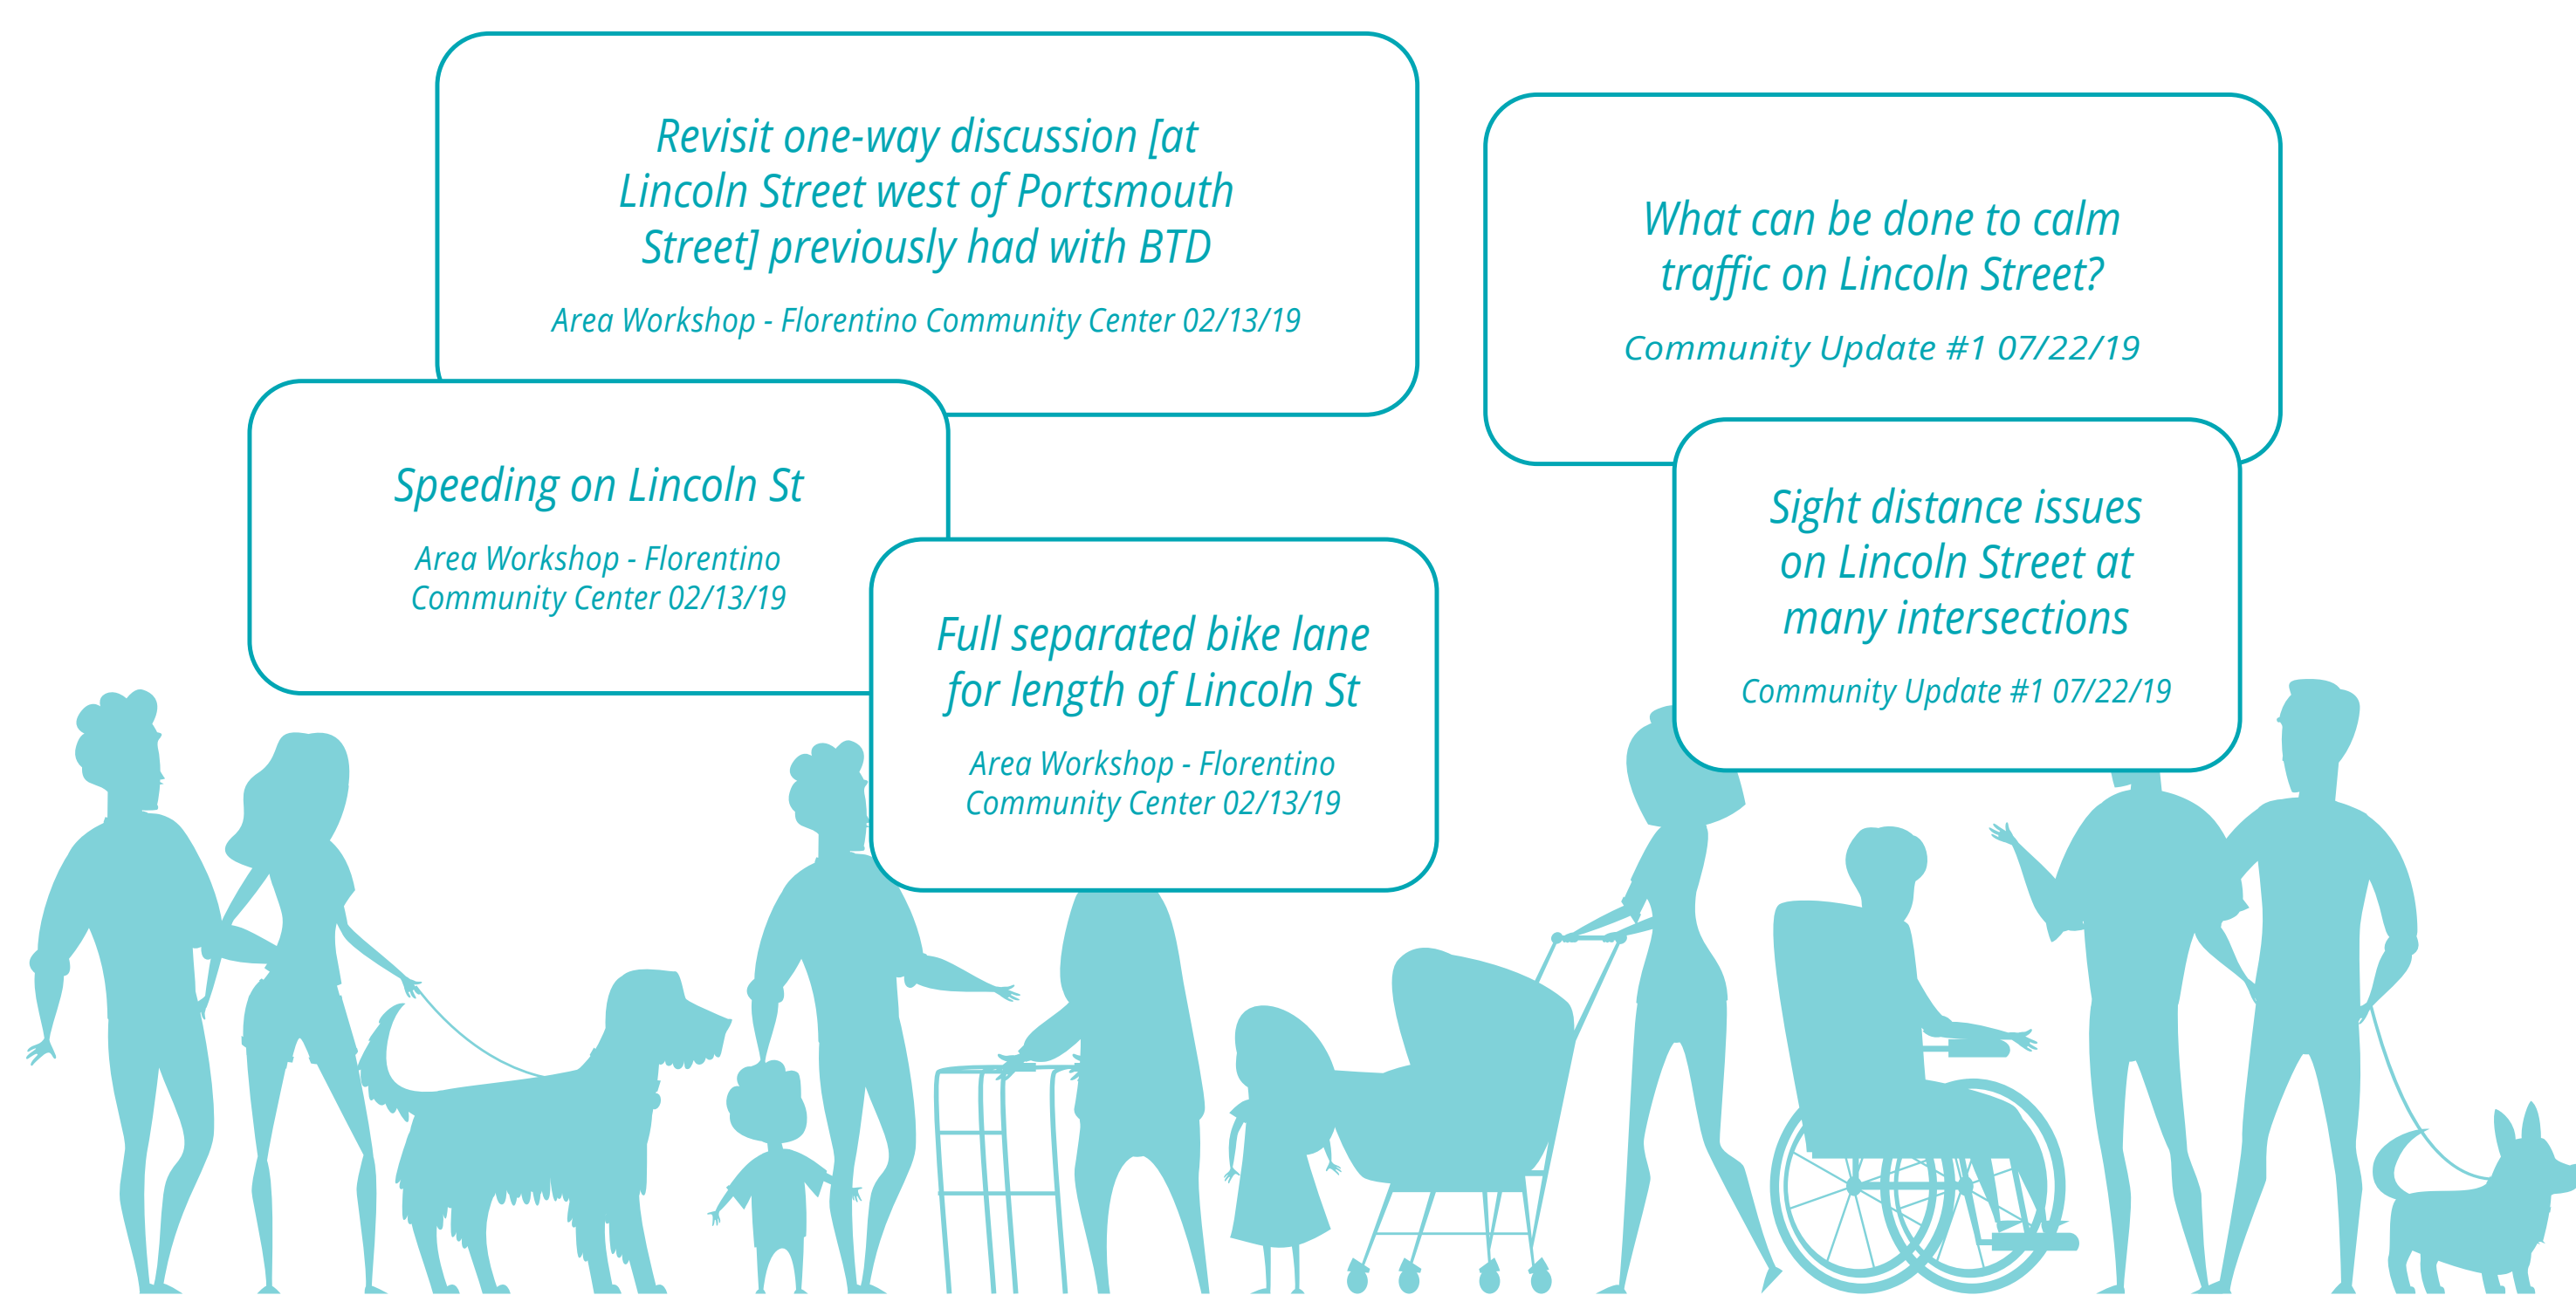 Revisit one-way discussion [at
Lincoln Street west of Portsmouth
Street] previously had with BTD
Area Workshop - Florentino Community Center 02/13/19
What can be done to calm
traffic on Lincoln Street?
Community Update #1 07/22/19
Speeding on Lincoln St
Area Workshop - Florentino
Community Center 02/13/19
Full separated bike lane
for length of Lincoln St
Area Workshop - Florentino
Community Center 02/13/19
Sight distance issues
on Lincoln Street at
many intersections
Community Update #1 07/22/19